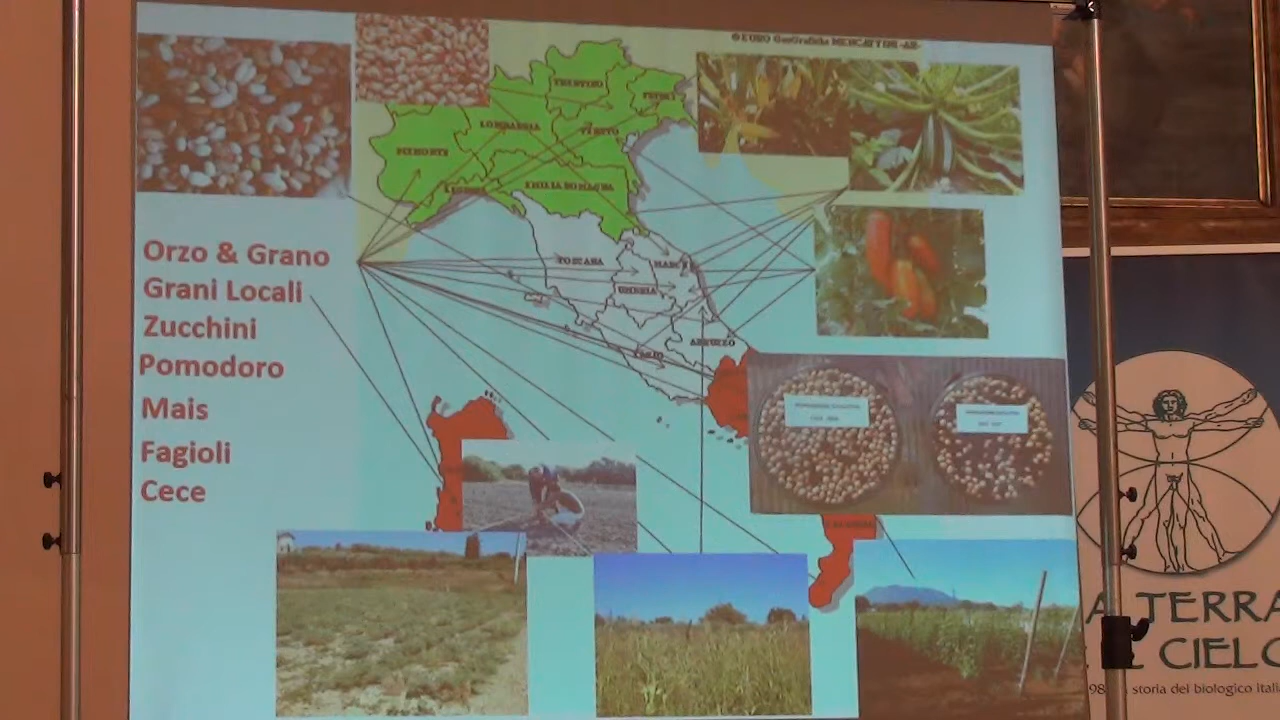 Orzo & Grano
Grani Locali
Zucchini
Pomodoro
Mais
Fagioli
Cece
TRENTINO
LOMBARDIA
VENETO
PIEMONTE
EMILIA ROMAGNA
TOSCANA
UMBRIA
ABRUZZO
LAZIO
A TERRA
CIELO
storia del biologico itali